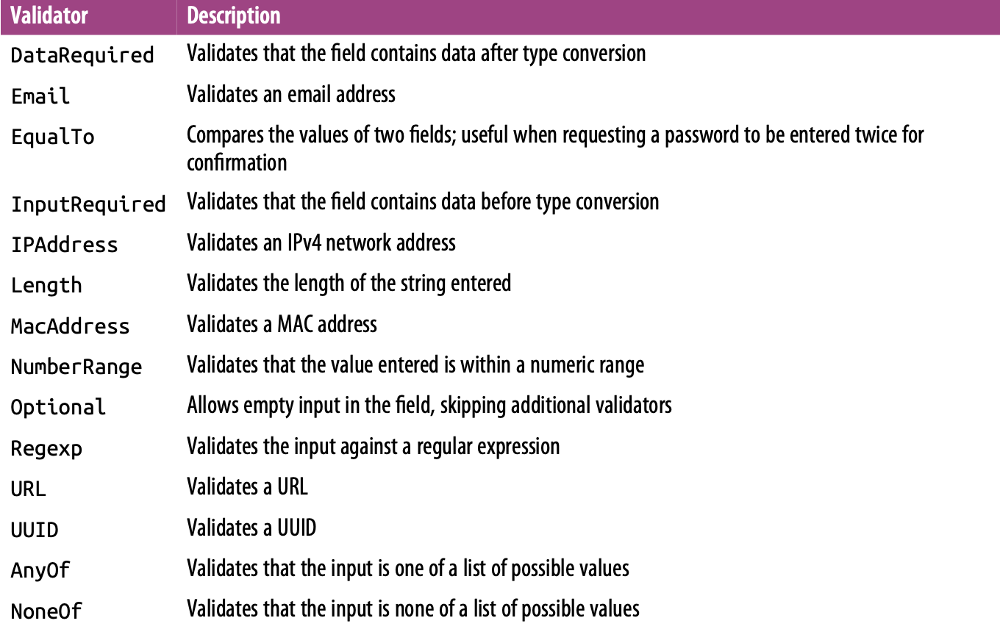 Validator Description
DataRequired Validates that the field contains data after type conversion
Email Validates an email address
EqualTo Compares the values of two fields; useful when requesting a password to be entered twice for
confirmation
InputRequired Validates that the field contains data before type conversion
IPAddress Validates an IPv4 network address
Length Validates the length of the string entered
MacAddress Validates a MAC address
NumberRange Validates that the value entered is within a numeric range
Optional Allows empty input in the field, skipping additional validators
Regexp Validates the input against a regular expression
URL Validates a URL
UUID Validates a UUID
AnyOf Validates that the input is one of a list of possible values
NoneOf Validates that the input is none of a list of possible values